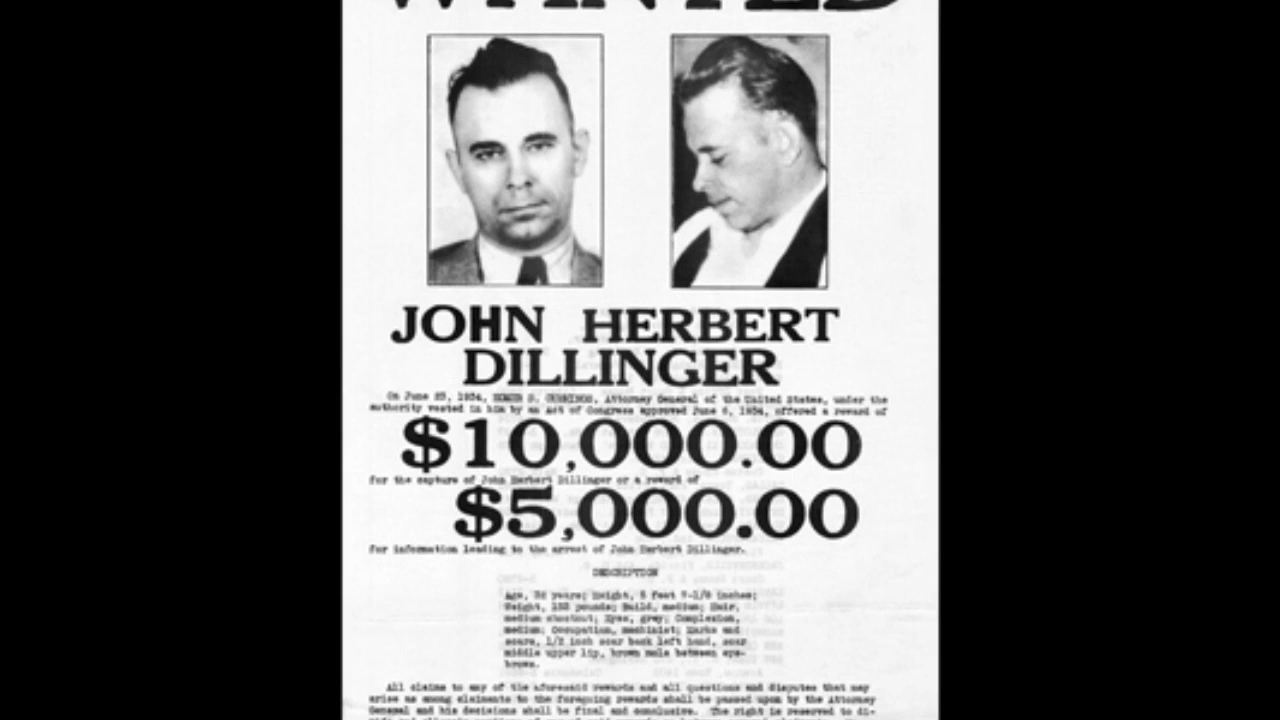 WANTED
JOHN HERBERT
DILLINGER
On June 23, 1934, HOMER S. CUMMINGS, Attorney General of the United States, under the
authority vested in him by an Act of Congress approved June 6, 1934, offered a reward of
$10,000.00
for the capture of John Herbert Dillinger or a reward of
$5,000.00
for information leading to the arrest of John Herbert Dillinger.
DESCRIPTION
Age, 32 years; Height, 5 feet 7-1/8 inches;
Weight, 153 pounds; Build, medium; Hair,
medium chestnut; Eyes, grey; Complexion,
medium; Occupation, machinist; Marks and
scars, 1/2 inch scar back left hand, scar
middle upper lip, brown mole between eye-
brows.
All claims to any of the aforesaid rewards and all questions and disputes that may
arise as among claimants to the foregoing rewards shall be passed upon by the Attorney
General and his decisions shall be final and conclusive. The right is reserved to di-